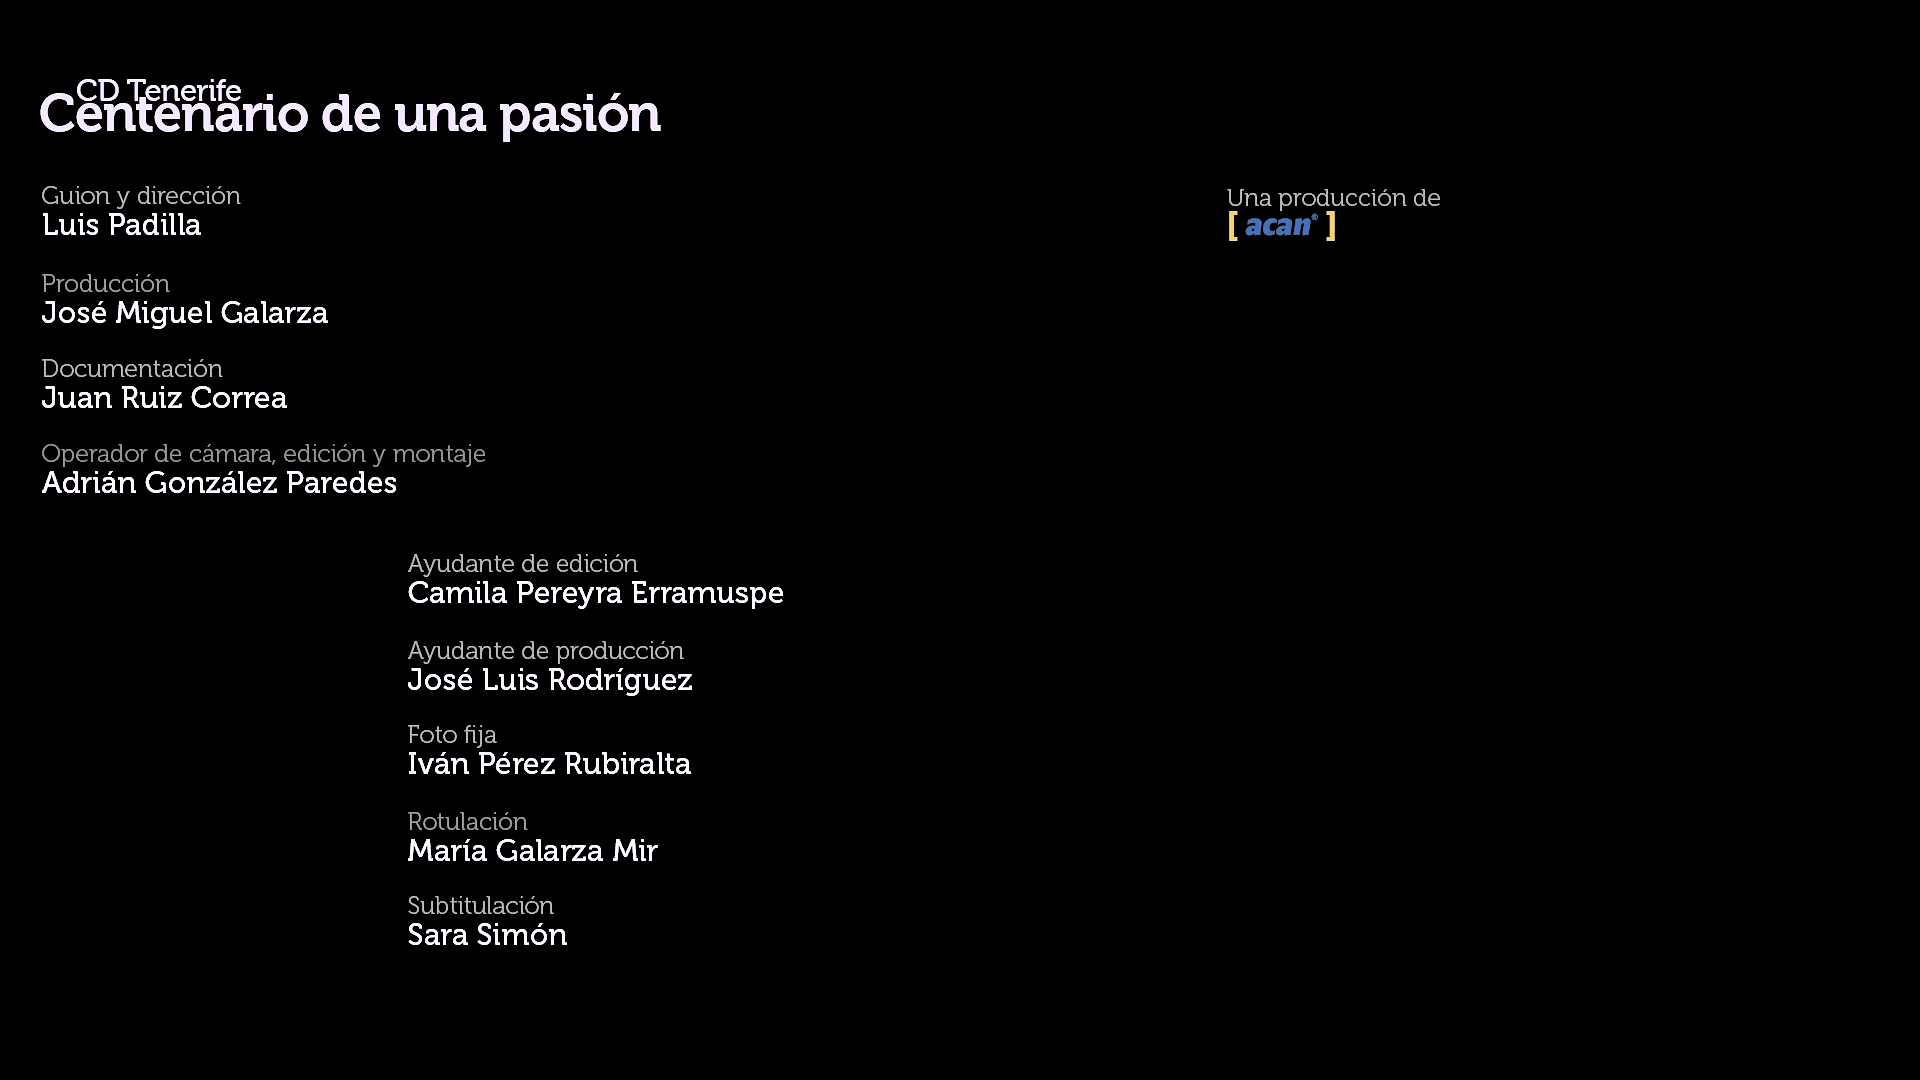 CD Tenerife
Centenario de una pasión
Guion y dirección
Luis Padilla
Producción
José Miguel Galarza
Documentación
Juan Ruiz Correa
Operador de cámara, edición y montaje
Adrián González Paredes
Ayudante de edición
Camila Pereyra Erramuspe
Ayudante de producción
José Luis Rodríguez
Foto fija
Iván Pérez Rubiralta
Rotulación
María Galarza Mir
Subtitulación
Sara Simón
Una producción de
[ acan® ]